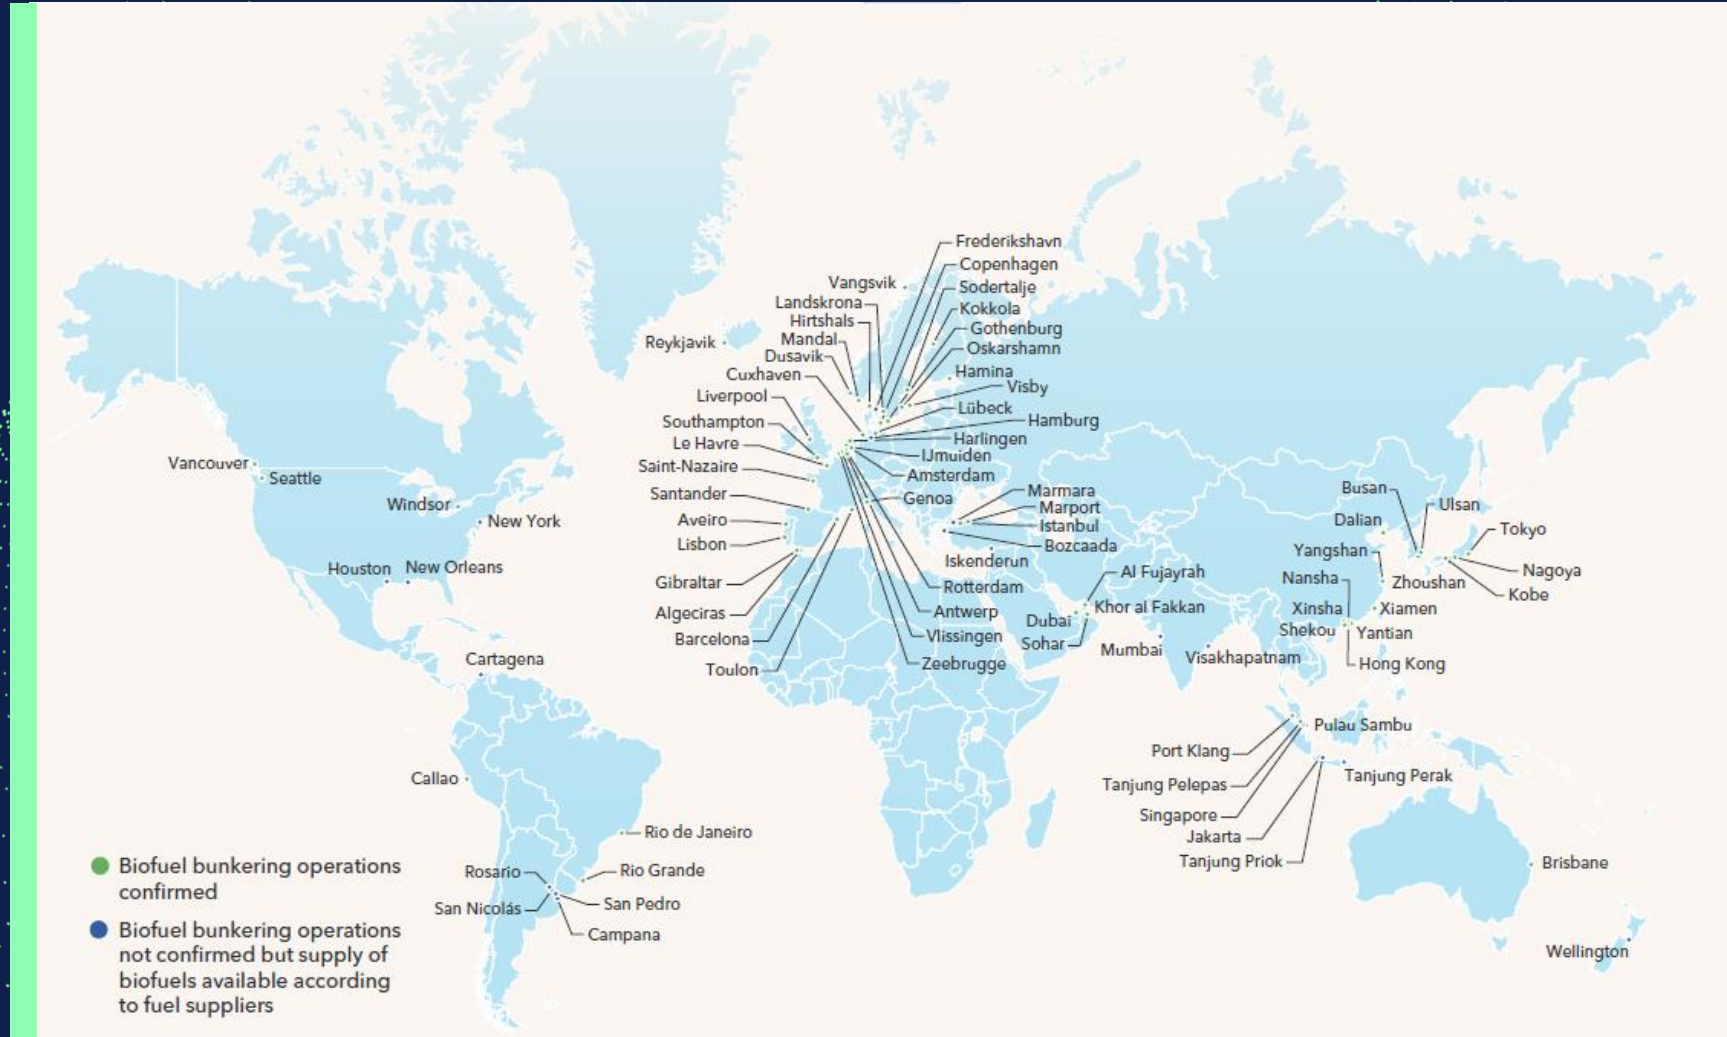 Frederikshavn
Copenhagen
Vangsvik
Sodertalje
Landskrona
Kokkola
Hirtshals
Gothenburg
Mandal
Reykjavik
Oskarshamn
Dusavik
Hamina
Cuxhaven
Visby
Liverpool
Lübeck
Southampton
Hamburg
Le Havre
Harlingen
IJmuiden
Vancouver
Saint-Nazaire
Amsterdam
Seattle
Santander
Genoa
Marmara
Busan
Windsor
Marport
Ulsan
New York
Aveiro
Istanbul
Dalian
Tokyo
Lisbon
Bozcaada
Yangshan
Iskenderun
Houston
New Orleans
Al Fujayrah
Nagoya
Gibraltar
Rotterdam
Nansha
Zhoushan
Kobe
Algeciras
Antwerp
Khor al Fakkan
Xinsha
Xiamen
Dubai
Barcelona
Vlissingen
Shekou
Yantian
Sohar
Mumbai
Cartagena
Toulon
Zeebrugge
Visakhapatnam
Hong Kong
Pulau Sambu
Port Klang
Callao
Tanjung Perak
Tanjung Pelepas
Singapore
Rio de Janeiro
Jakarta
Tanjung Priok
Brisbane
Rosario
Rio Grande
San Nicolás
San Pedro
Campana
Wellington
Biofuel bunkering operations
confirmed
Biofuel bunkering operations
not confirmed but supply of
biofuels available according
to fuel suppliers